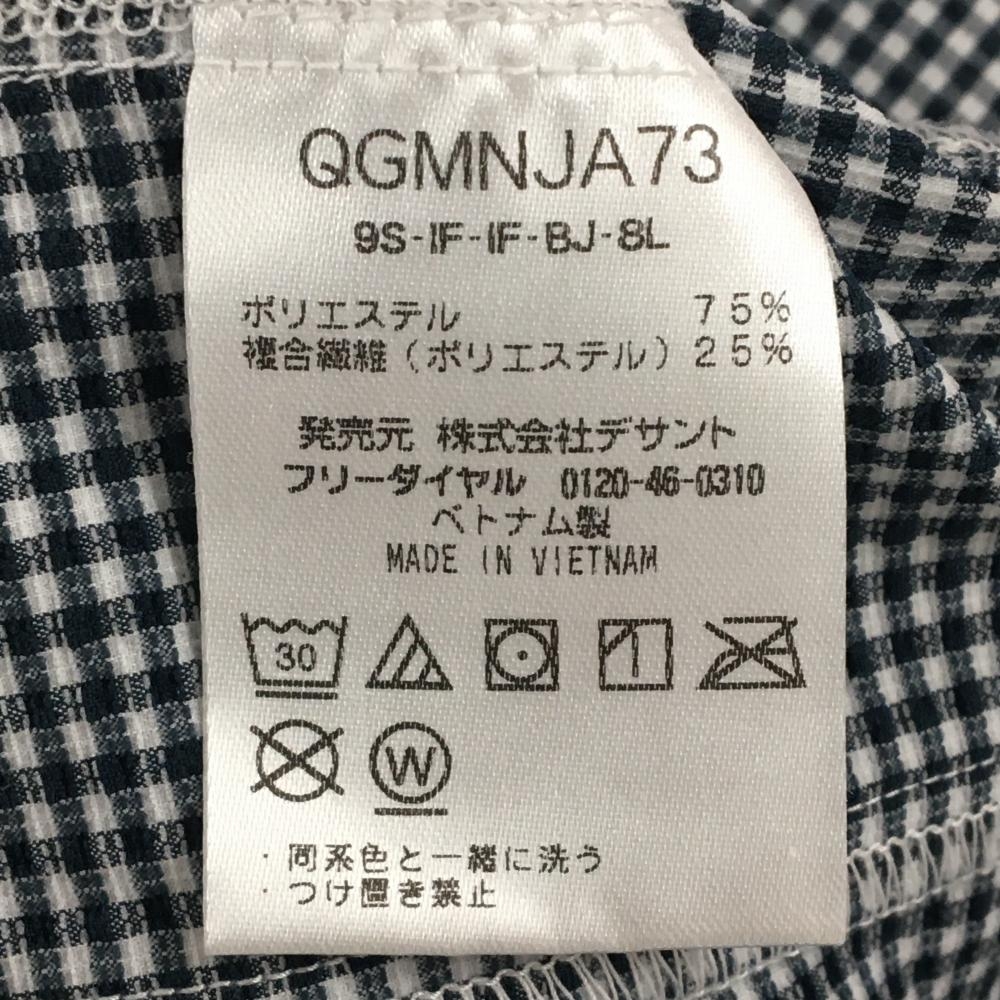 QGMNJA73
9S-IF-IF-BJ-8L
ポリエステル 75%
複合繊維(ポリエステル)25%
発売元 株式会社デサント
フリーダイヤル 0120-46-0310
ベトナム製
MADE IN VIETNAM
30
W
・同系色と一緒に洗う
・つけ置き禁止